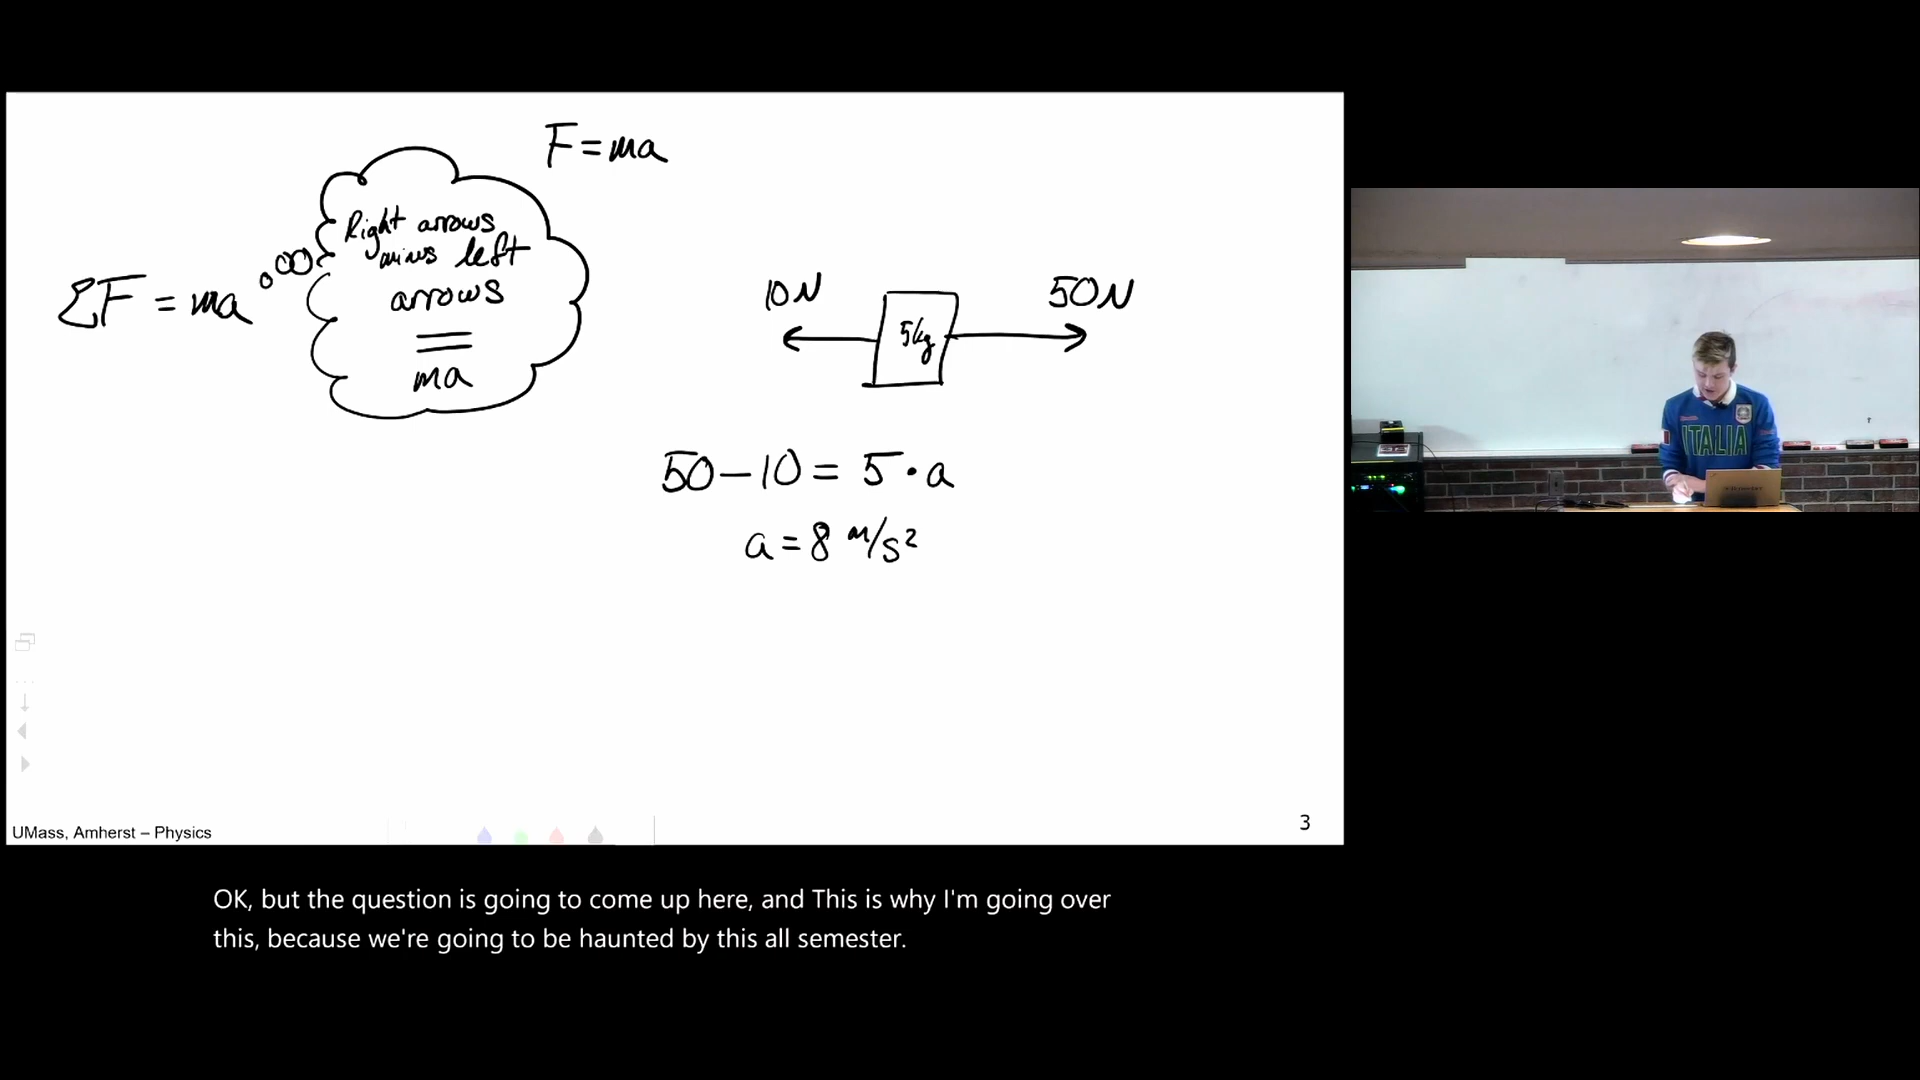 F = ma
Right arrows
minus left
arrows
=
ma
ΣF = ma
10N
50N
5kg
50 - 10 = 5 · a
a = 8 m/s²
ITALIA
UMass, Amherst – Physics
3
OK, but the question is going to come up here, and This is why I'm going over
this, because we're going to be haunted by this all semester.